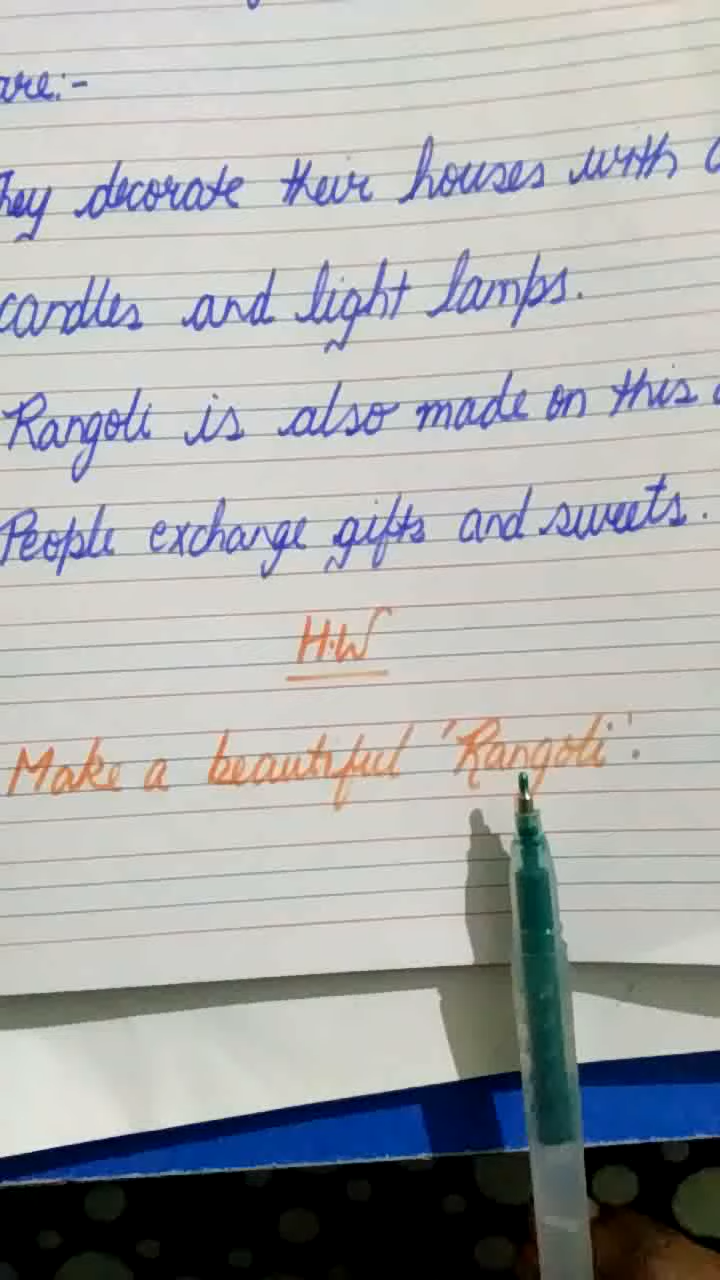 are:-
They decorate their houses with
candles and light lamps.
Rangoli is also made on this
People exchange gifts and sweets.
H.W
Make a beautiful 'Rangoli'.